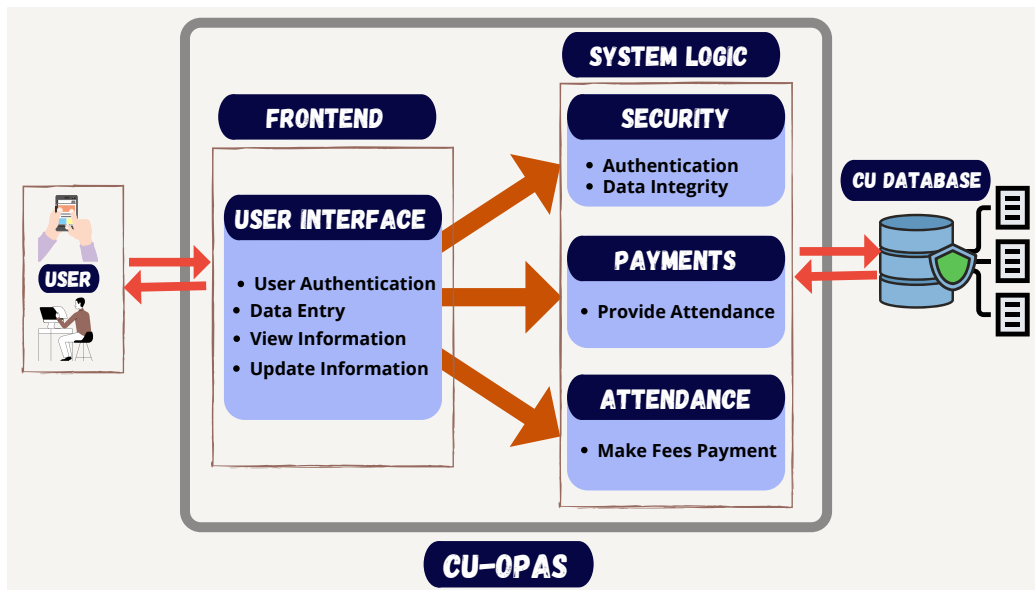 SYSTEM LOGIC
FRONTEND
SECURITY
• Authentication
• Data Integrity
CU DATABASE
USER INTERFACE
• User Authentication
• Data Entry
• View Information
• Update Information
USER
PAYMENTS
• Provide Attendance
ATTENDANCE
• Make Fees Payment
CU-OPAS